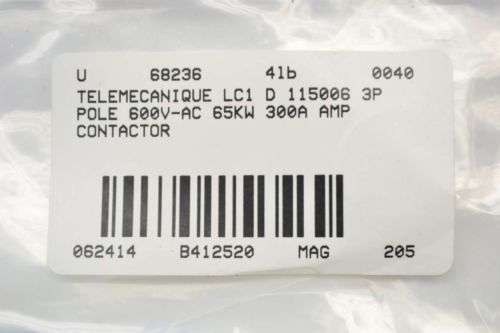 U 68236 4lb 0040
TELEMECANIQUE LC1 D 115006 3P
POLE 600V-AC 65KW 300A AMP
CONTACTOR
062414 B412520 MAG 205